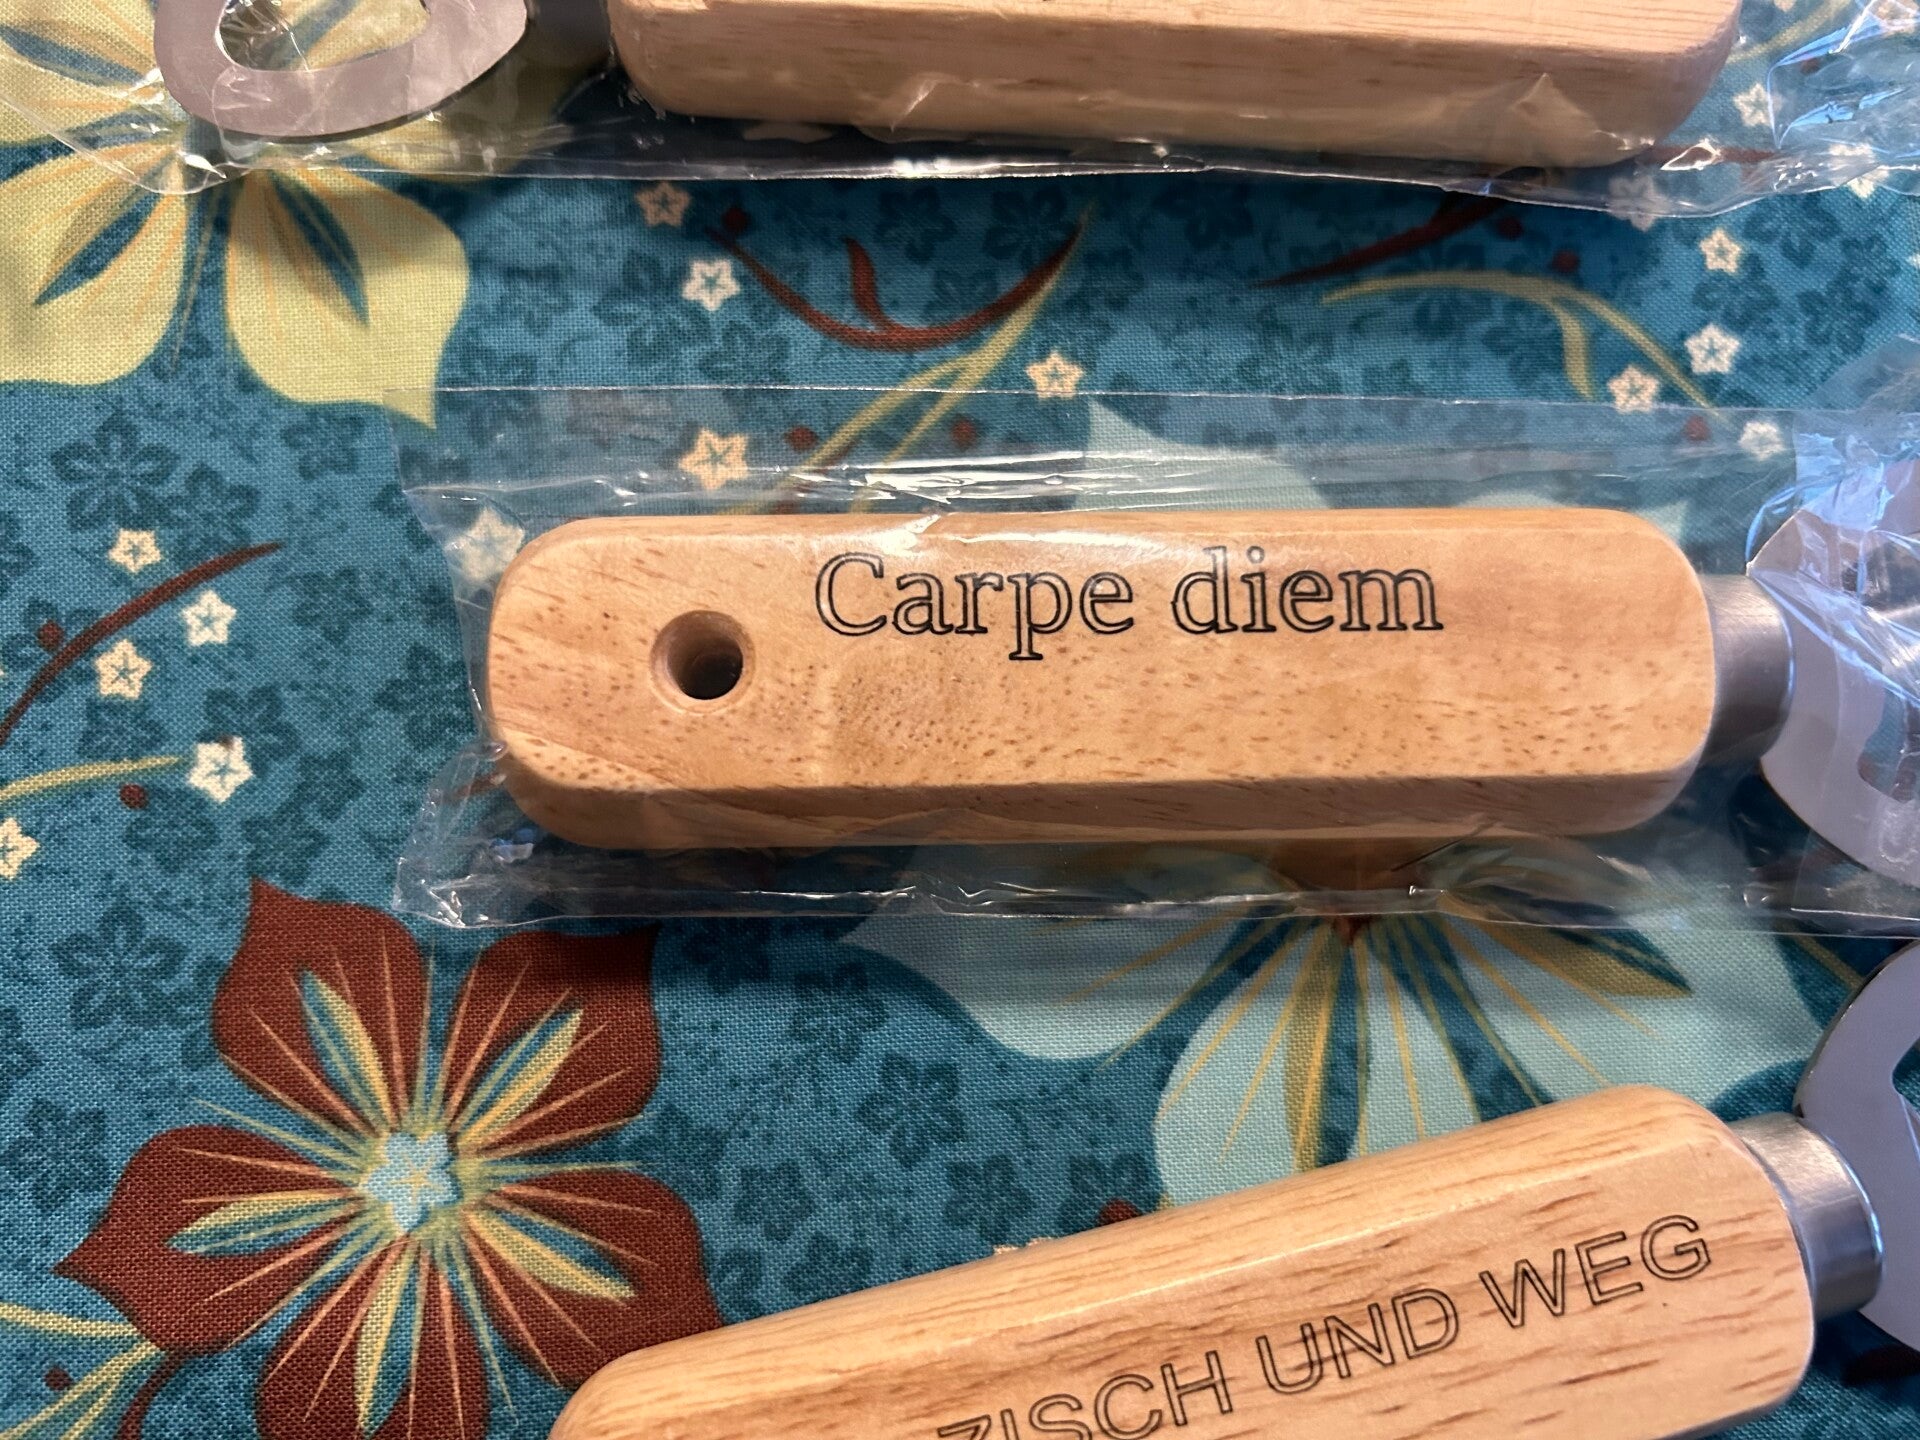 Carpe diem
ZISCH UND WEG